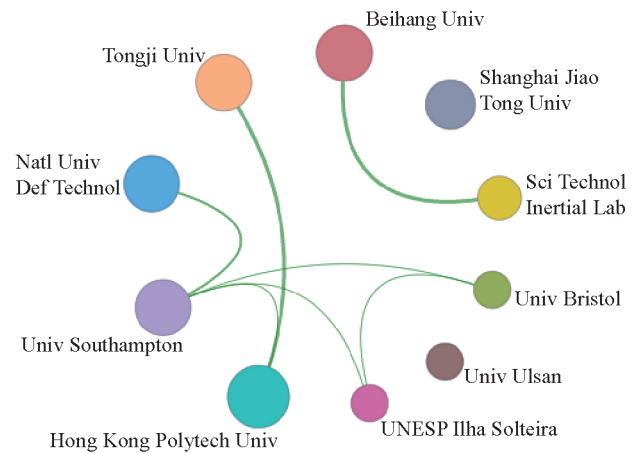 Beihang Univ
Tongji Univ
Shanghai Jiao
Tong Univ
Natl Univ
Def Technol
Sci Technol
Inertial Lab
Univ Bristol
Univ Southampton
Univ Ulsan
UNESP Ilha Solteira
Hong Kong Polytech Univ